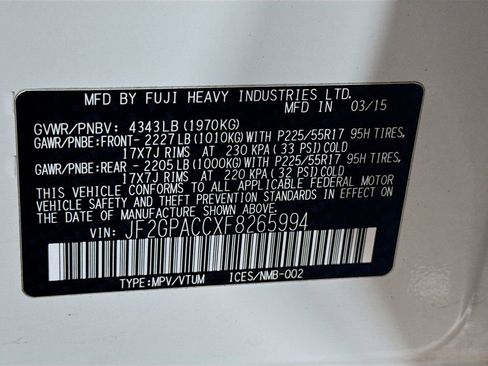 MFD BY FUJI HEAVY INDUSTRIES LTD. IN 03/15
GVWR/PNBV: 4343LB(1970KG)
GAWR/PNBE:FRONT- 2227LB(1010KG)WITH P225/55R17 95H TIRES.
17X7J RIMS AT 230 KPA(33 PSI)COLD
GAWR/PNBE:REAR - 2205LB(1000KG)WITH P225/55R17 95H TIRES.
17X7J RIMS AT 220 KPA(32 PSI)COLD
THIS VEHICLE CONFORMS TO ALL APPLICABLE FEDERAL MOTOR
VEHICLE SAFETY AND BUMPER STANDARDS IN EFFECT ON
THE DATE OF MANUFACTURE SHOWN ABOVE.
VIN: JF2GPACCXF8265994
TYPE:MPV/VTUM ICES/NMB-002